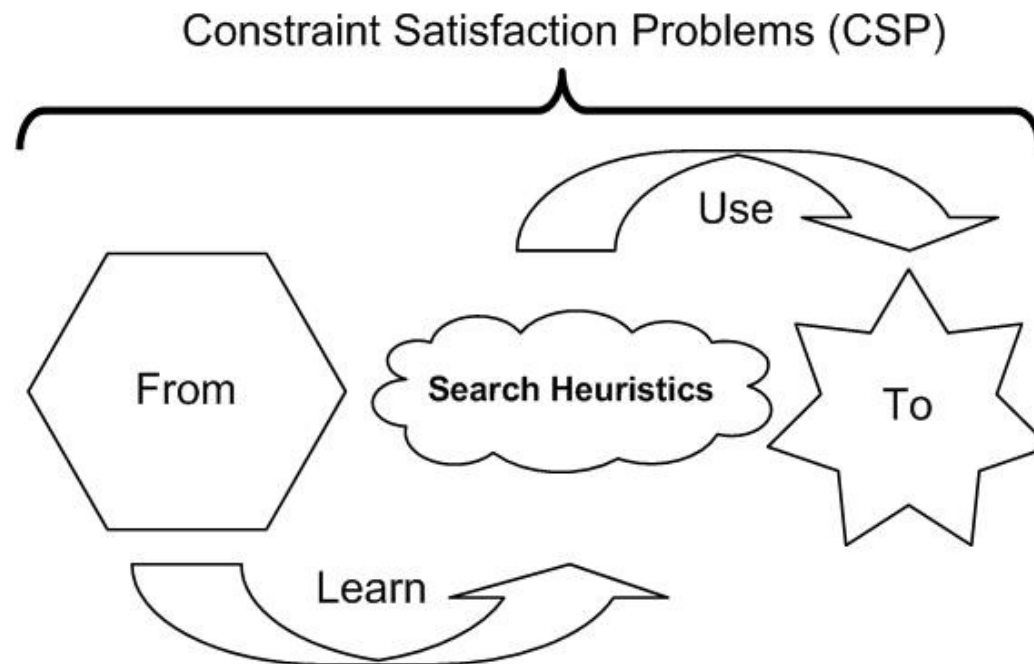 Constraint Satisfaction Problems (CSP)
Use
From
Search Heuristics
To
Learn